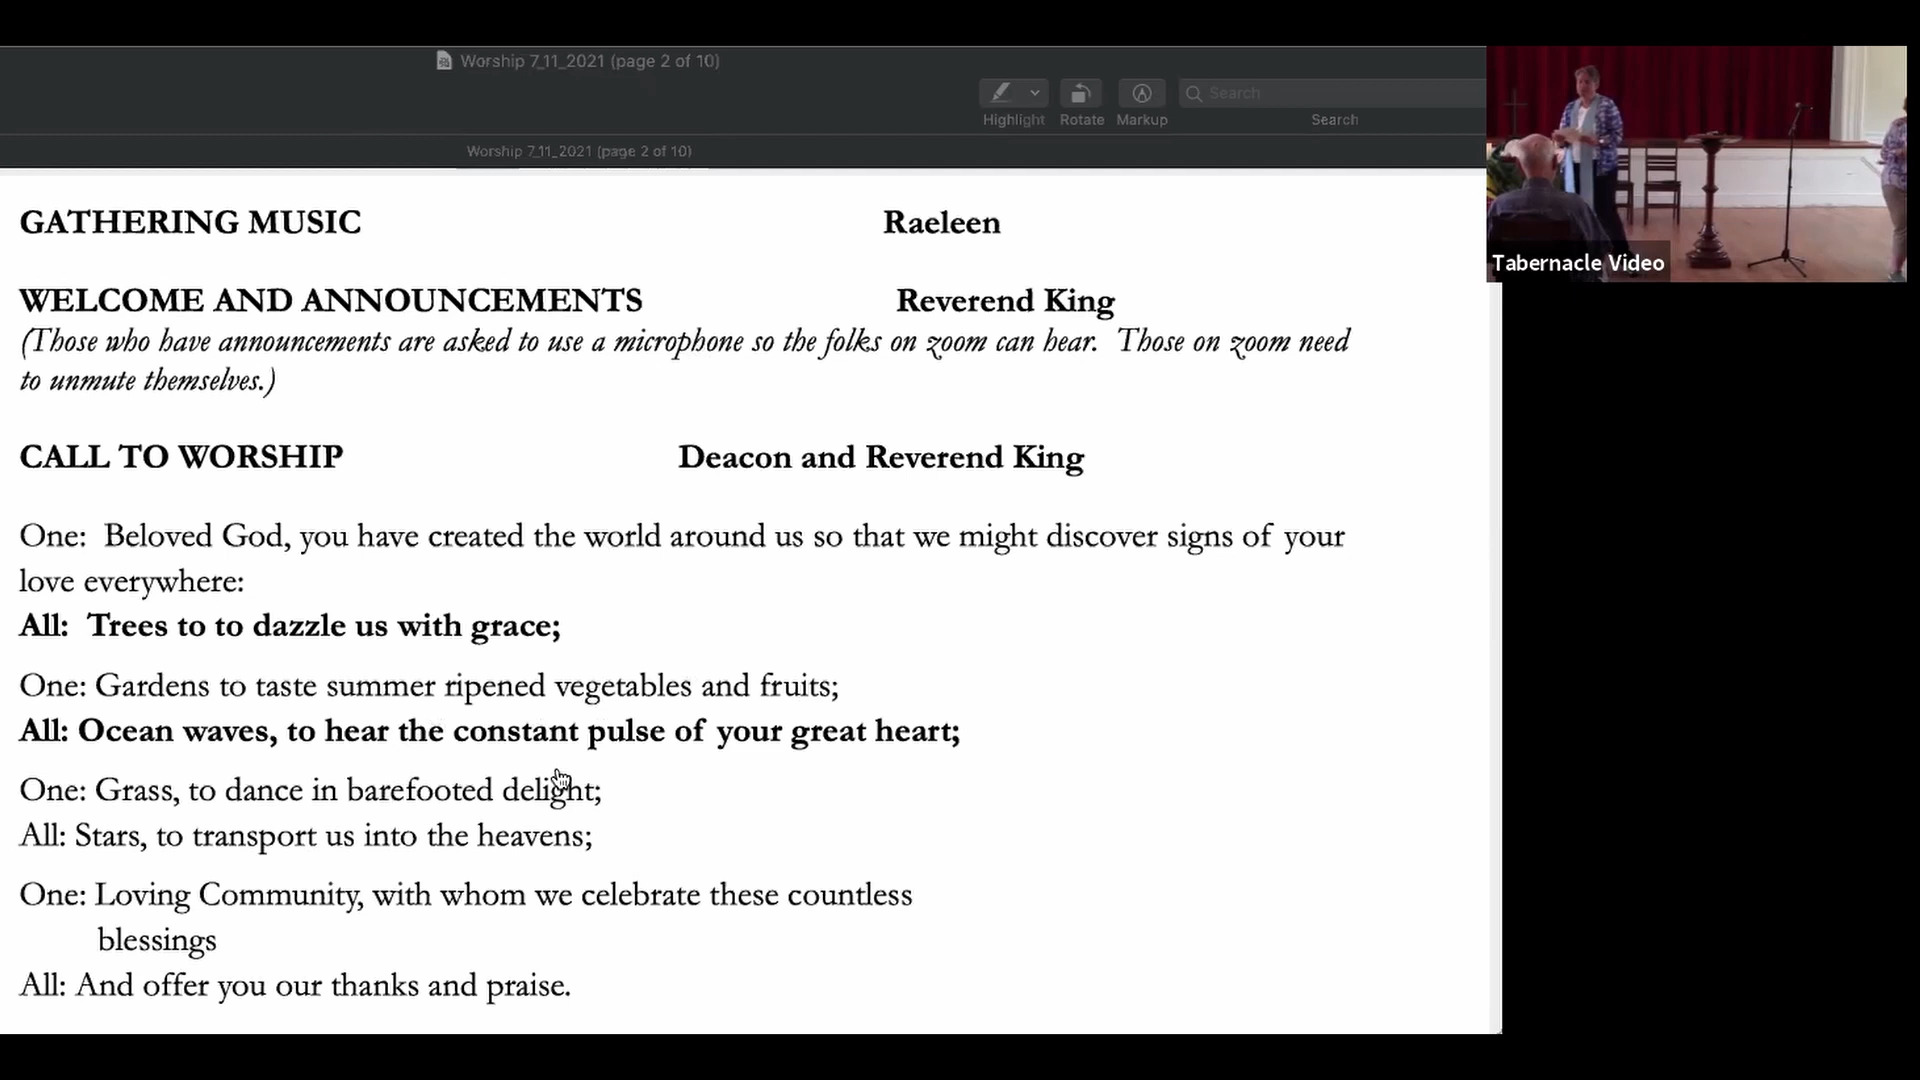 Worship 7_11_2021 (page 2 of 10)
Search
Highlight Rotate Markup Search
Worship 7_11_2021 (page 2 of 10)
GATHERING MUSIC Raeleen
WELCOME AND ANNOUNCEMENTS Reverend King
(Those who have announcements are asked to use a microphone so the folks on zoom can hear. Those on zoom need
to unmute themselves.)
CALL TO WORSHIP Deacon and Reverend King
One: Beloved God, you have created the world around us so that we might discover signs of your
love everywhere:
All: Trees to to dazzle us with grace;
One: Gardens to taste summer ripened vegetables and fruits;
All: Ocean waves, to hear the constant pulse of your great heart;
One: Grass, to dance in barefooted delight;
All: Stars, to transport us into the heavens;
One: Loving Community, with whom we celebrate these countless
blessings
All: And offer you our thanks and praise.
Tabernacle Video